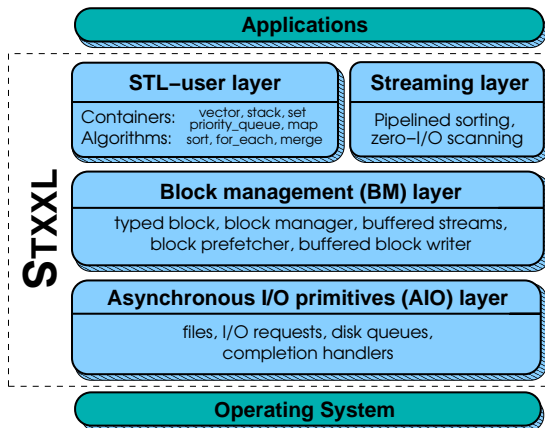 Applications
STXXL
STL–user layer
Containers: vector, stack, set
priority_queue, map
Algorithms: sort, for_each, merge
Streaming layer
Pipelined sorting,
zero–I/O scanning
Block management (BM) layer
typed block, block manager, buffered streams,
block prefetcher, buffered block writer
Asynchronous I/O primitives (AIO) layer
files, I/O requests, disk queues,
completion handlers
Operating System